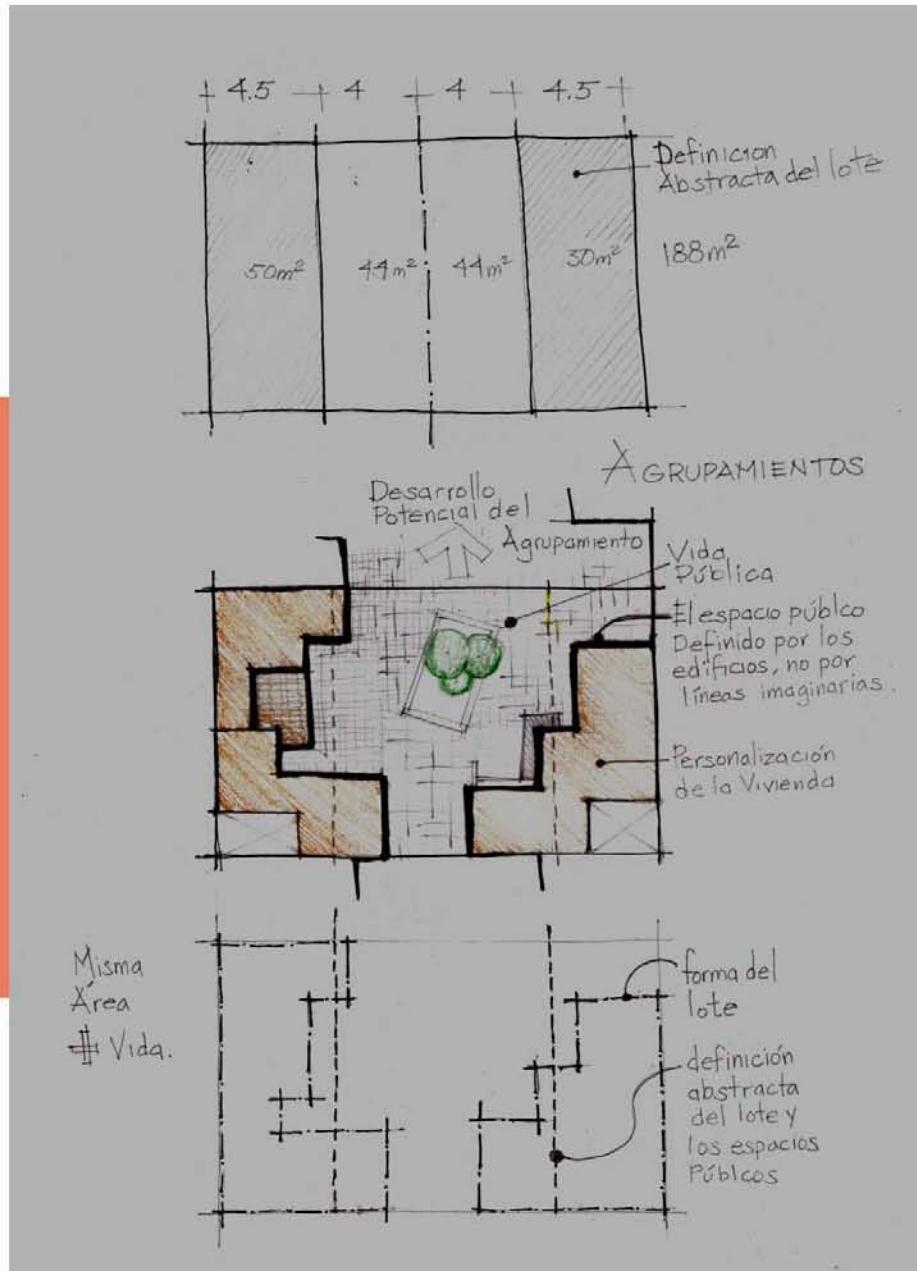 4.5 4 4 4.5
Definicion
Abstracta del lote
50m² 44m² 44m² 30m² 188m²
AGRUPAMIENTOS
Desarrollo
Potencial del
Agrupamiento
Vida
Pública
El espacio públco
Definido por los
edificios, no por
líneas imaginarias.
Personalización
de la Vivienda
Misma
Área
Vida.
forma del
lote
definición
abstracta
del lote y
los espacios
Públcos